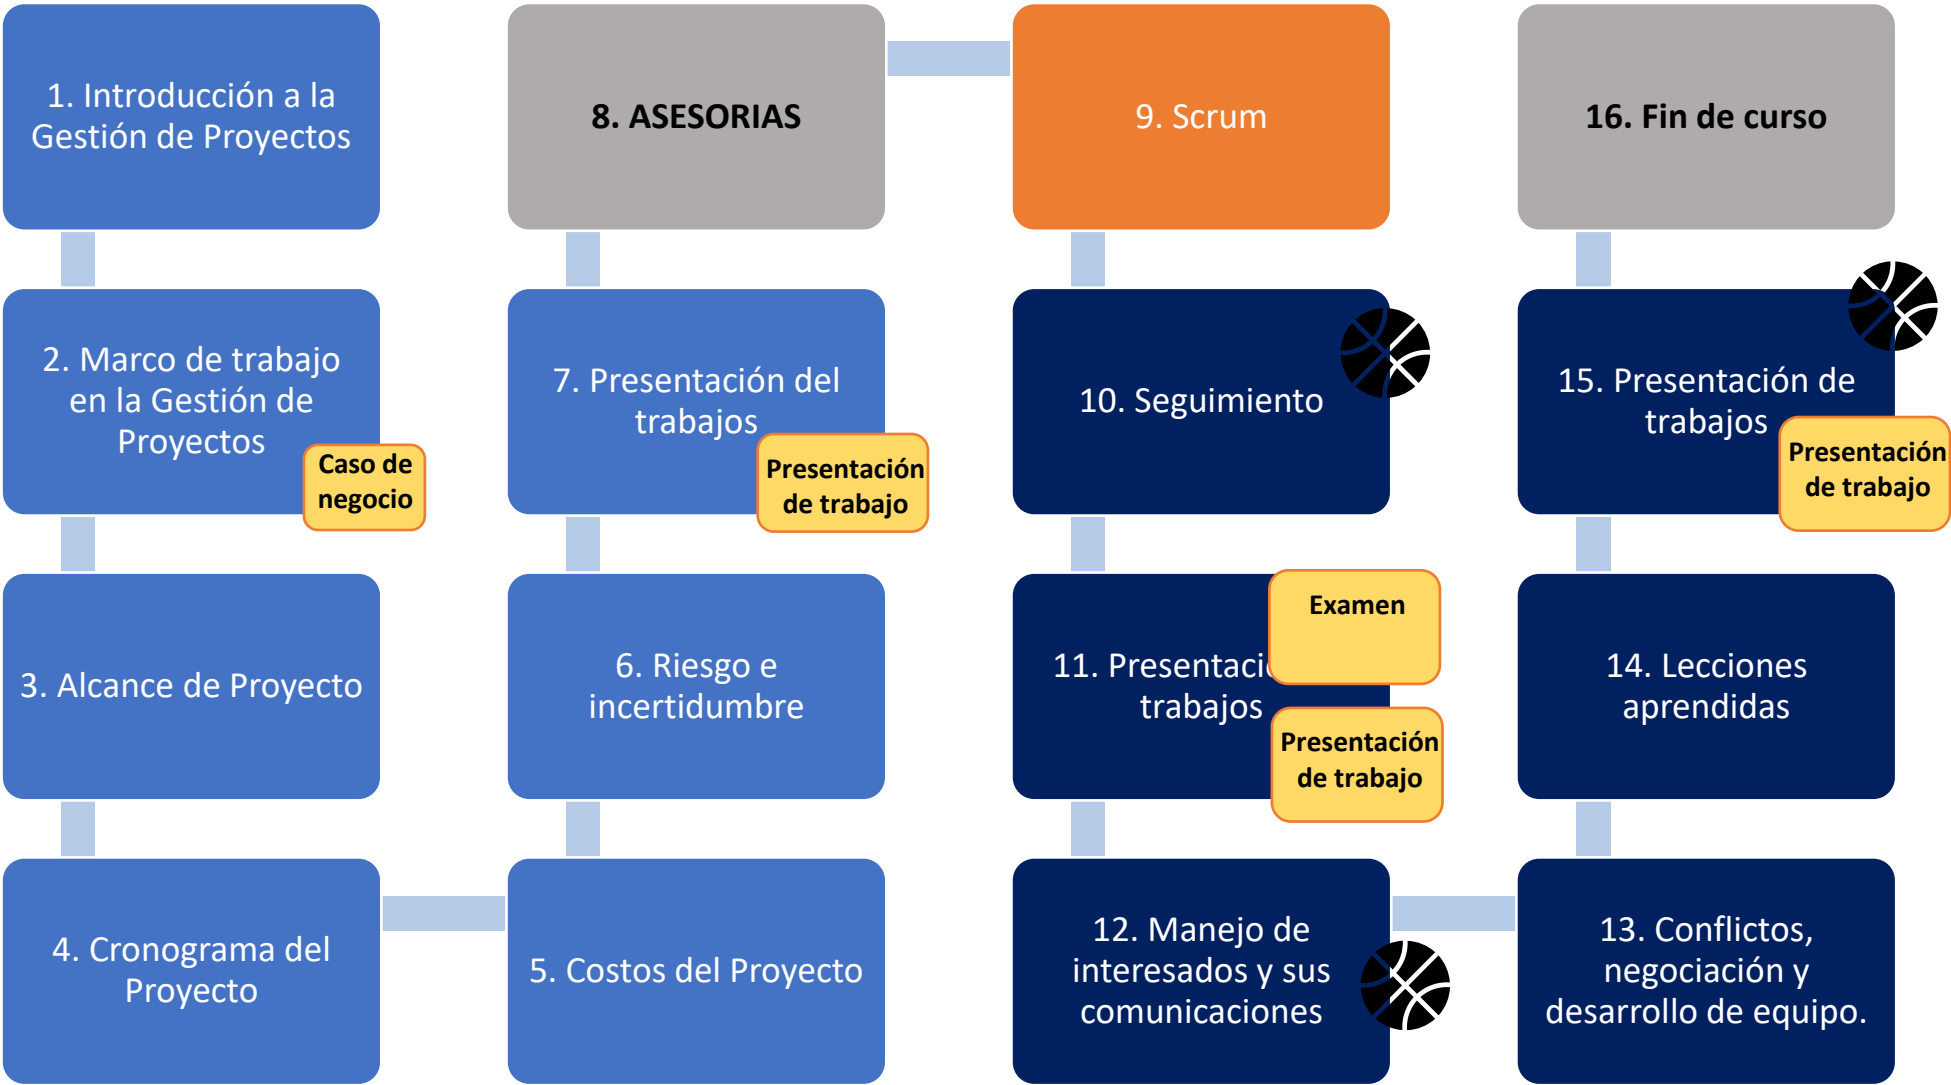 1. Introducción a la
Gestión de Proyectos
2. Marco de trabajo
en la Gestión de
Proyectos
Caso de
negocio
3. Alcance de Proyecto
4. Cronograma del
Proyecto
5. Costos del Proyecto
6. Riesgo e
incertidumbre
7. Presentación del
trabajos
Presentación
de trabajo
8. ASESORIAS
9. Scrum
10. Seguimiento
11.
trabajos
Examen
Presentación
de trabajo
12. Manejo de
interesados y sus
comunicaciones
13. Conflictos,
negociación y
desarrollo de equipo.
14. Lecciones
aprendidas
15. Presentación de
trabajos
Presentación
de trabajo
16. Fin de curso